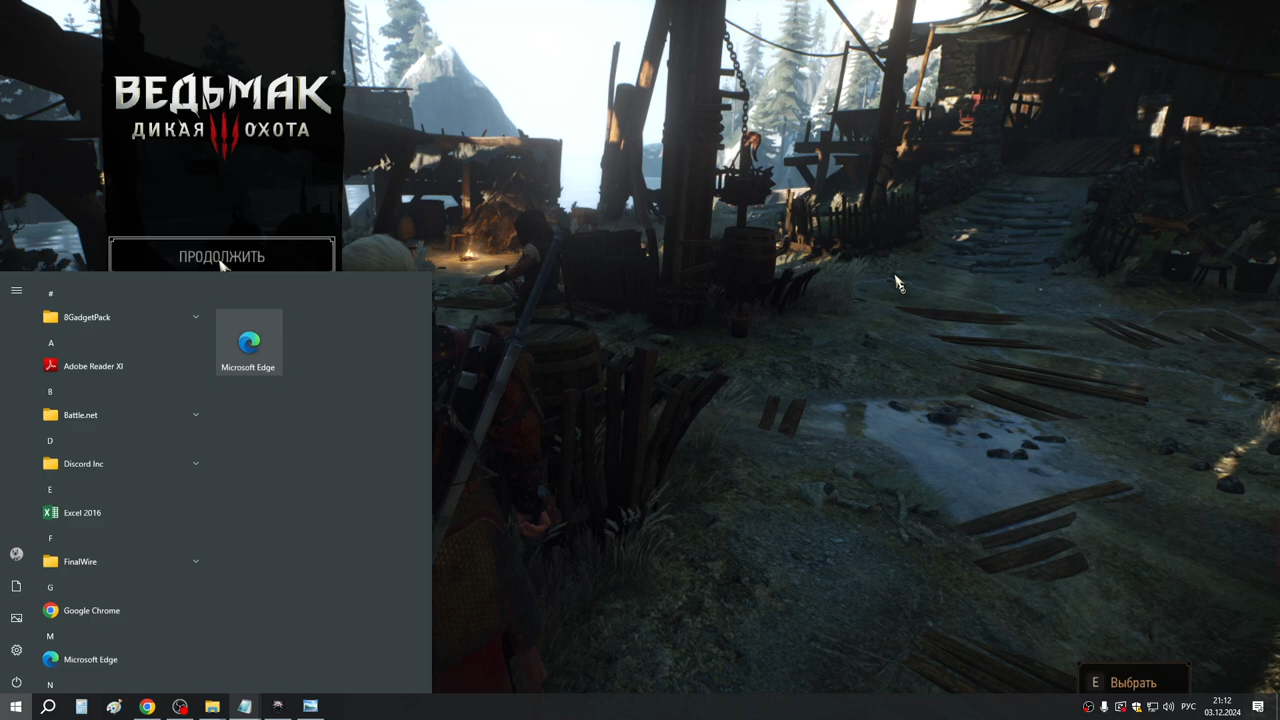 ВЕДЬМАК
ДИКАЯ III ОХОТА
ПРОДОЛЖИТЬ
#
8GadgetPack
A
Adobe Reader XI
B
Battle.net
D
Discord Inc
E
Excel 2016
F
FinalWire
G
Google Chrome
M
Microsoft Edge
N
Microsoft Edge
E Выбрать
РУС
21:12
03.12.2024